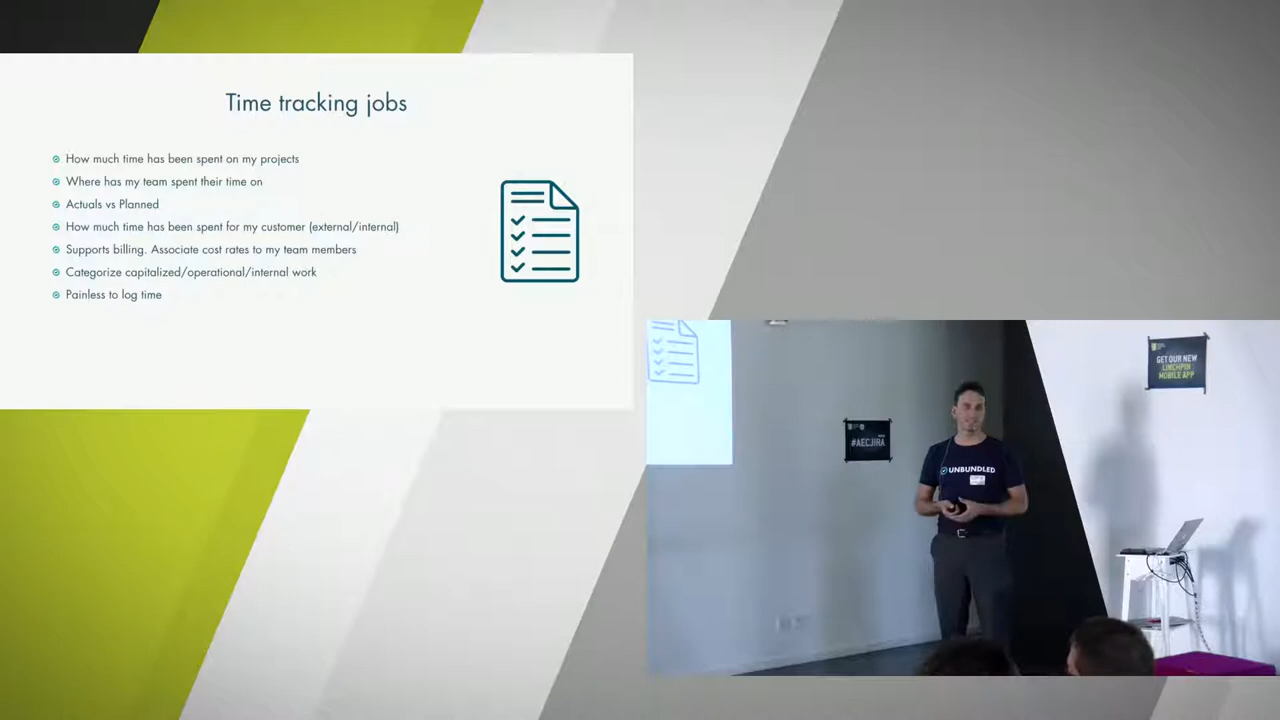 Time tracking jobs
How much time has been spent on my projects
Where has my team spent their time on
Actuals vs Planned
How much time has been spent for my customer (external/internal)
Supports billing. Associate cost rates to my team members
Categorize capitalized/operational/internal work
Painless to log time
GET OUR NEW
LINCHPIN
MOBILE APP
#AECJIRA
UNBUNDLED